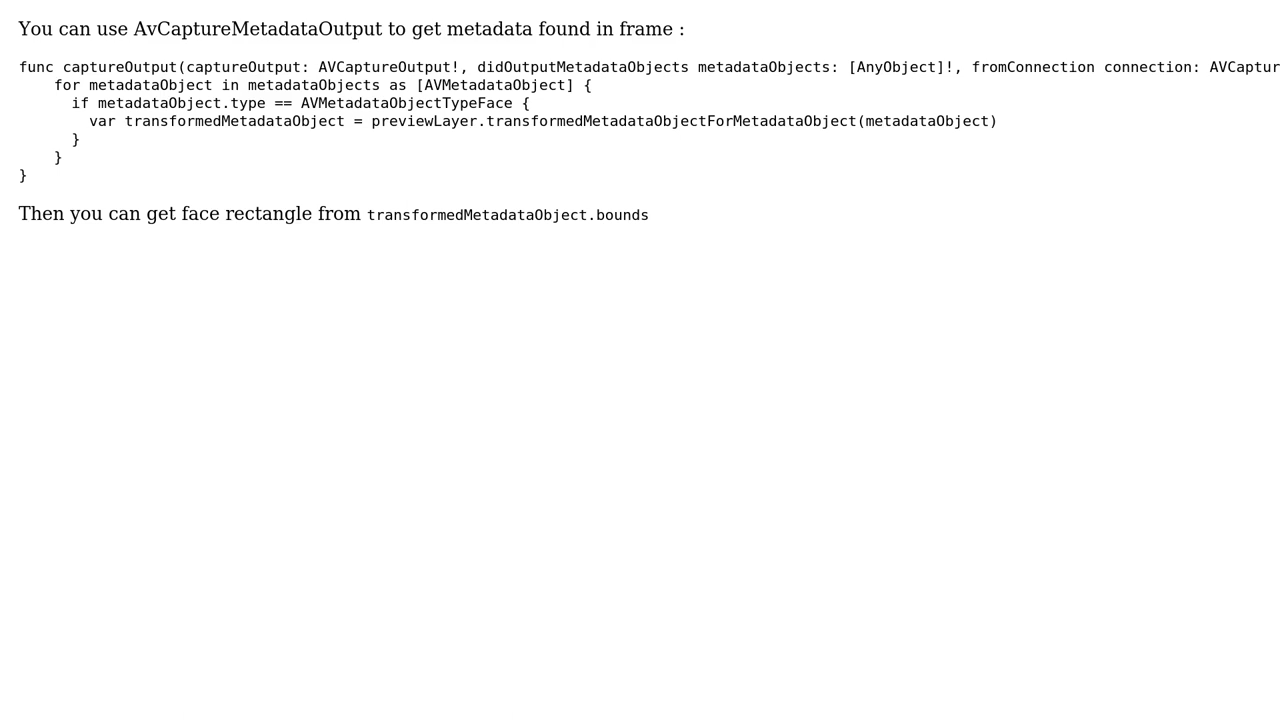 You can use AvCaptureMetadataOutput to get metadata found in frame :
func captureOutput(captureOutput: AVCaptureOutput!, didOutputMetadataObjects metadataObjects: [AnyObject]!, fromConnection connection: AVCaptur
    for metadataObject in metadataObjects as [AVMetadataObject] {
      if metadataObject.type == AVMetadataObjectTypeFace {
        var transformedMetadataObject = previewLayer.transformedMetadataObjectForMetadataObject(metadataObject)
      }
    }
}
Then you can get face rectangle from transformedMetadataObject.bounds